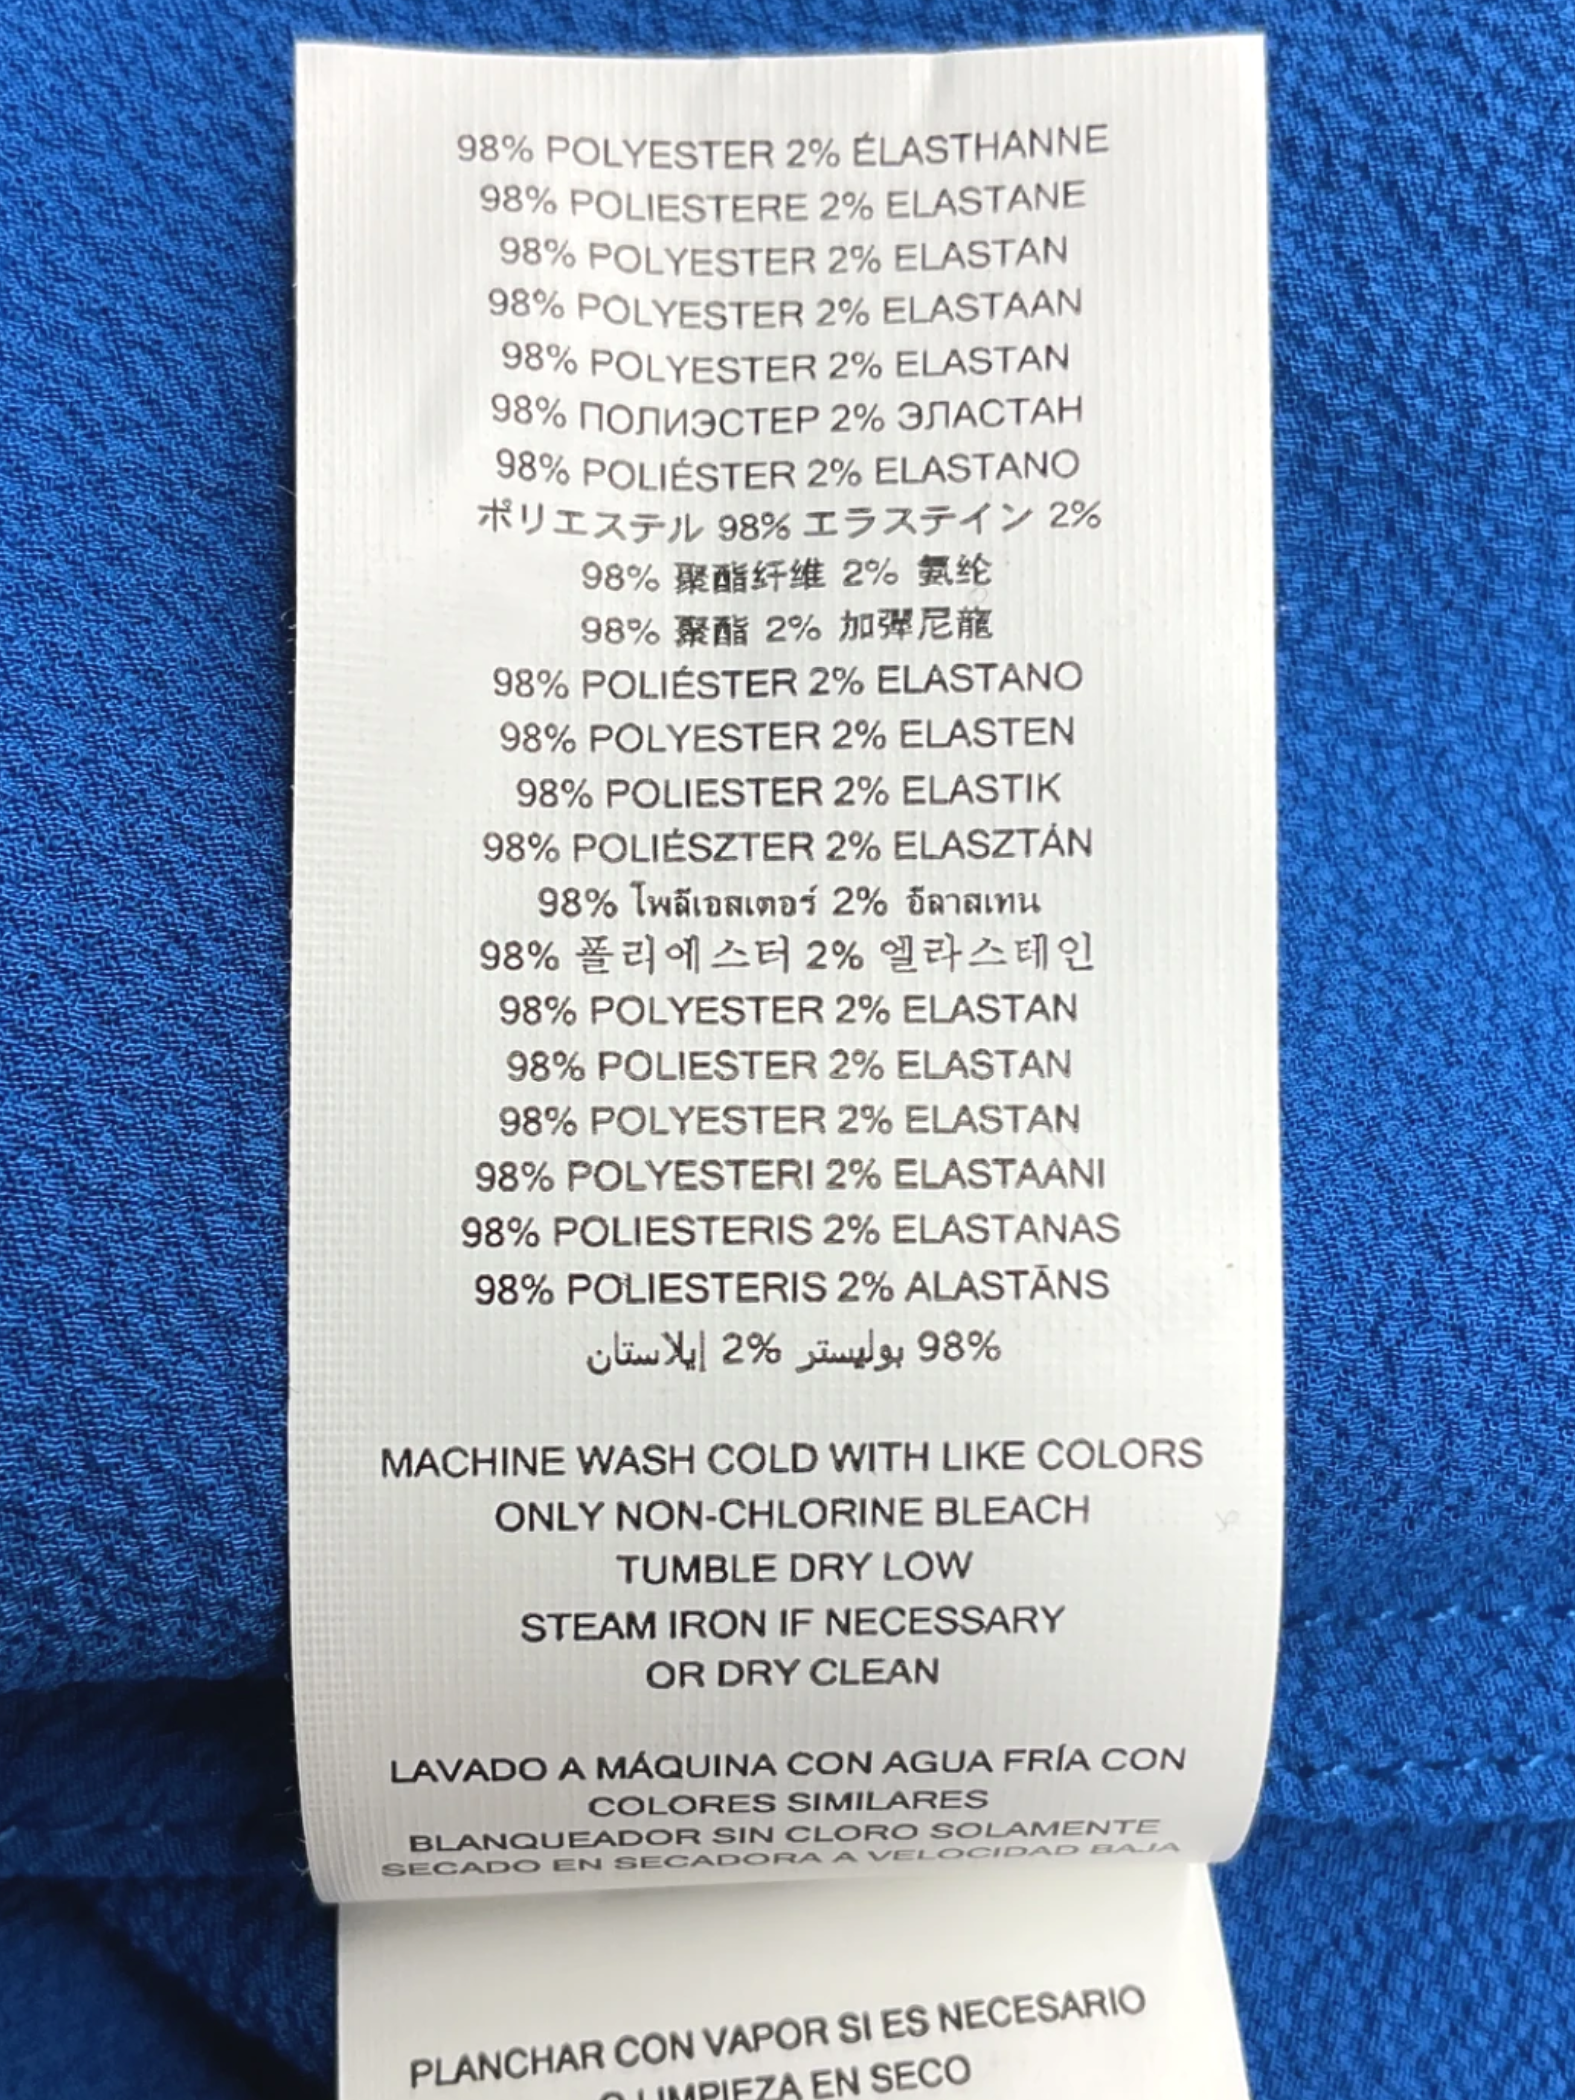 98% POLYESTER 2% ÉLASTHANNE
98% POLIESTERE 2% ELASTANE
98% POLYESTER 2% ELASTAN
98% POLYESTER 2% ELASTAAN
98% POLYESTER 2% ELASTAN
98% ПОЛИЭСТЕР 2% ЭЛАСТАН
98% POLIÉSTER 2% ELASTANO
ポリエステル 98% エラステイン 2%
98% 聚酯纤维 2% 氨纶
98% 聚酯 2% 加彈尼龍
98% POLIÉSTER 2% ELASTANO
98% POLYESTER 2% ELASTEN
98% POLIESTER 2% ELASTIK
98% POLIÉSZTER 2% ELASZTÁN
98% โพลีเอสเตอร์ 2% อีลาสเทน
98% 폴리에스터 2% 엘라스테인
98% POLYESTER 2% ELASTAN
98% POLIESTER 2% ELASTAN
98% POLYESTER 2% ELASTAN
98% POLYESTERI 2% ELASTAANI
98% POLIESTERIS 2% ELASTANAS
98% POLIESTERIS 2% ALASTĀNS
98% بوليستر 2% إيلاستان
MACHINE WASH COLD WITH LIKE COLORS
ONLY NON-CHLORINE BLEACH
TUMBLE DRY LOW
STEAM IRON IF NECESSARY
OR DRY CLEAN
LAVADO A MÁQUINA CON AGUA FRÍA CON
COLORES SIMILARES
BLANQUEADOR SIN CLORO SOLAMENTE
SECADO EN SECADORA A VELOCIDAD BAJA
PLANCHAR CON VAPOR SI ES NECESARIO
O LIMPIEZA EN SECO